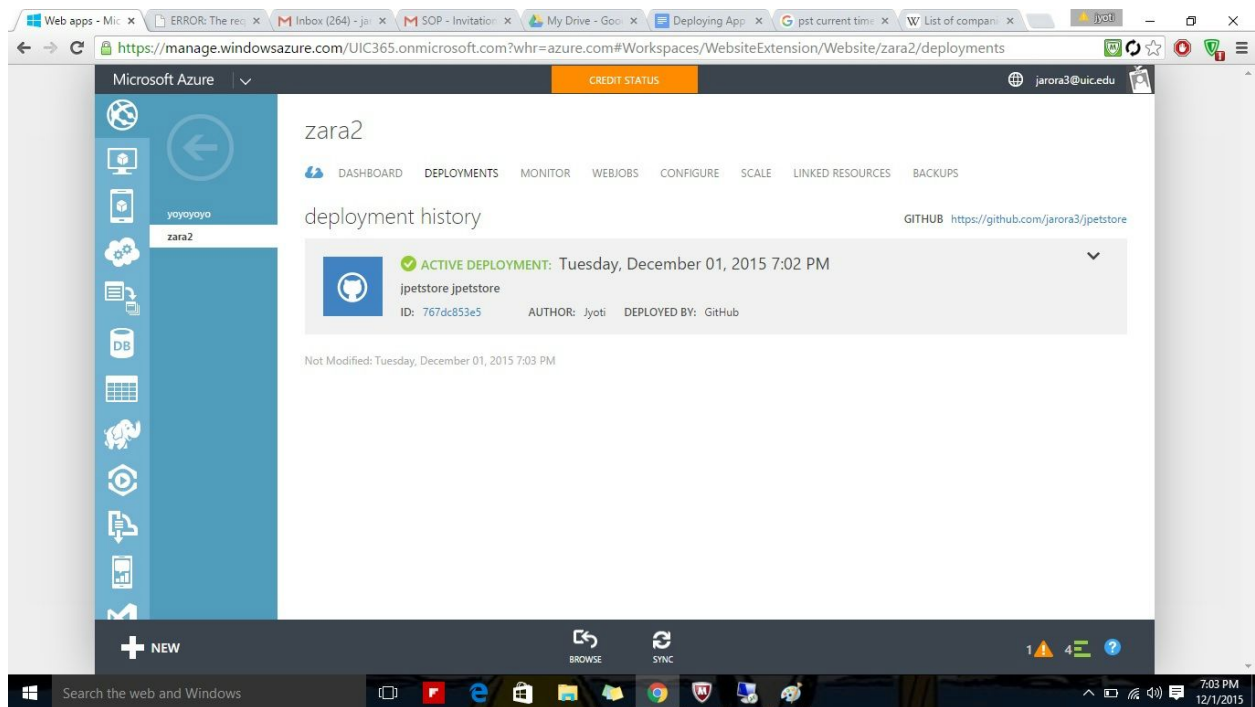 Web apps - Mic
ERROR: The req
Inbox (264) - jar
SOP - Invitation
My Drive - Goo
Deploying App
pst current time
List of compani
Jyoti
https://manage.windowsazure.com/UIC365.onmicrosoft.com?whr=azure.com#Workspaces/WebsiteExtension/Website/zara2/deployments
Microsoft Azure
CREDIT STATUS
jarora3@uic.edu
zara2
DASHBOARD DEPLOYMENTS MONITOR WEBJOBS CONFIGURE SCALE LINKED RESOURCES BACKUPS
yoyoyoyo
zara2
deployment history
GITHUB https://github.com/jarora3/jpetstore
ACTIVE DEPLOYMENT: Tuesday, December 01, 2015 7:02 PM
jpetstore jpetstore
ID: 767dc853e5 AUTHOR: Jyoti DEPLOYED BY: GitHub
Not Modified: Tuesday, December 01, 2015 7:03 PM
DB
NEW
BROWSE
SYNC
1
4
?
Search the web and Windows
7:03 PM
12/1/2015